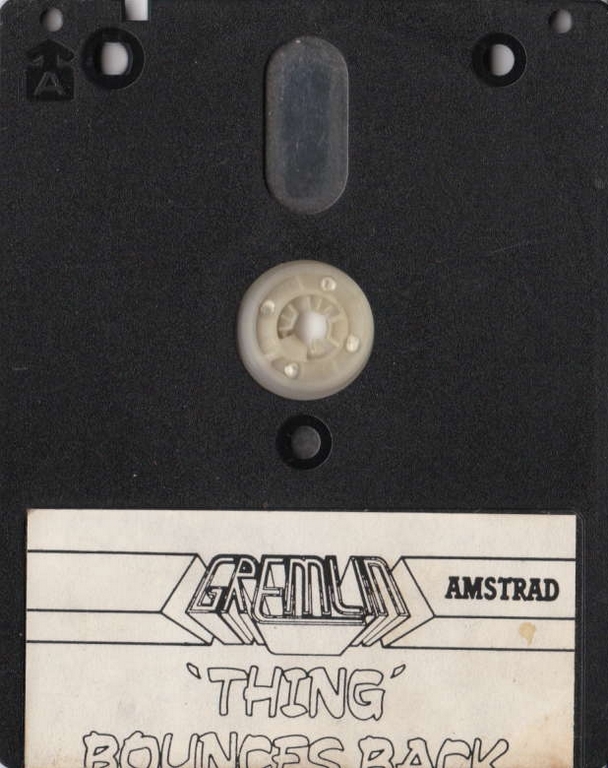 A
GREMLIN
AMSTRAD
'THING'
BOUNCES BACK